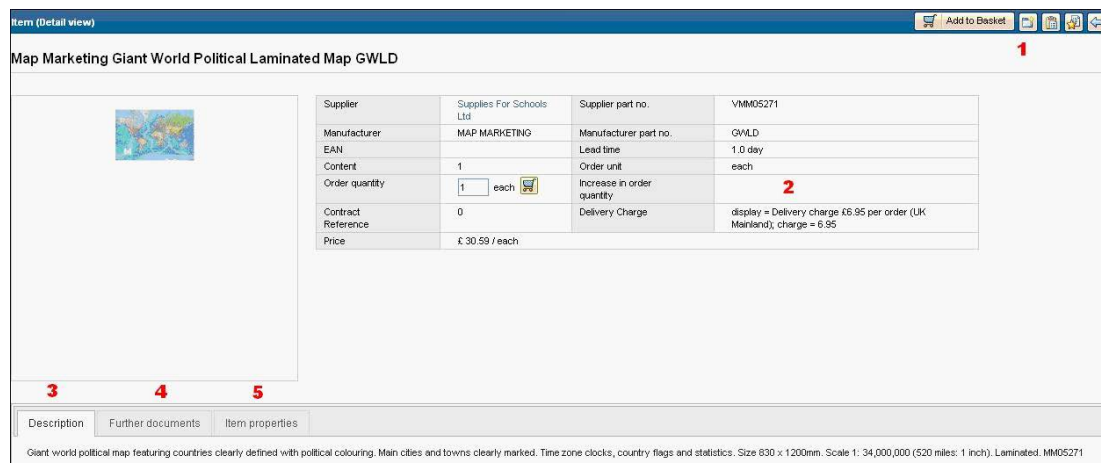 Item (Detail view)
Add to Basket
1
Map Marketing Giant World Political Laminated Map GWLD
Supplier
Supplies For Schools Ltd
Supplier part no.
VMM05271
Manufacturer
MAP MARKETING
Manufacturer part no.
GWLD
EAN
Lead time
1.0 day
Content
1
Order unit
each
Order quantity
1
each
Increase in order quantity
2
Contract Reference
0
Delivery Charge
display = Delivery charge £6.95 per order (UK Mainland); charge = 6.95
Price
£ 30.59 / each
3
4
5
Description
Further documents
Item properties
Giant world political map featuring countries clearly defined with political colouring. Main cities and towns clearly marked. Time zone clocks, country flags and statistics. Size 830 x 1200mm. Scale 1: 34,000,000 (520 miles: 1 inch). Laminated. MM05271